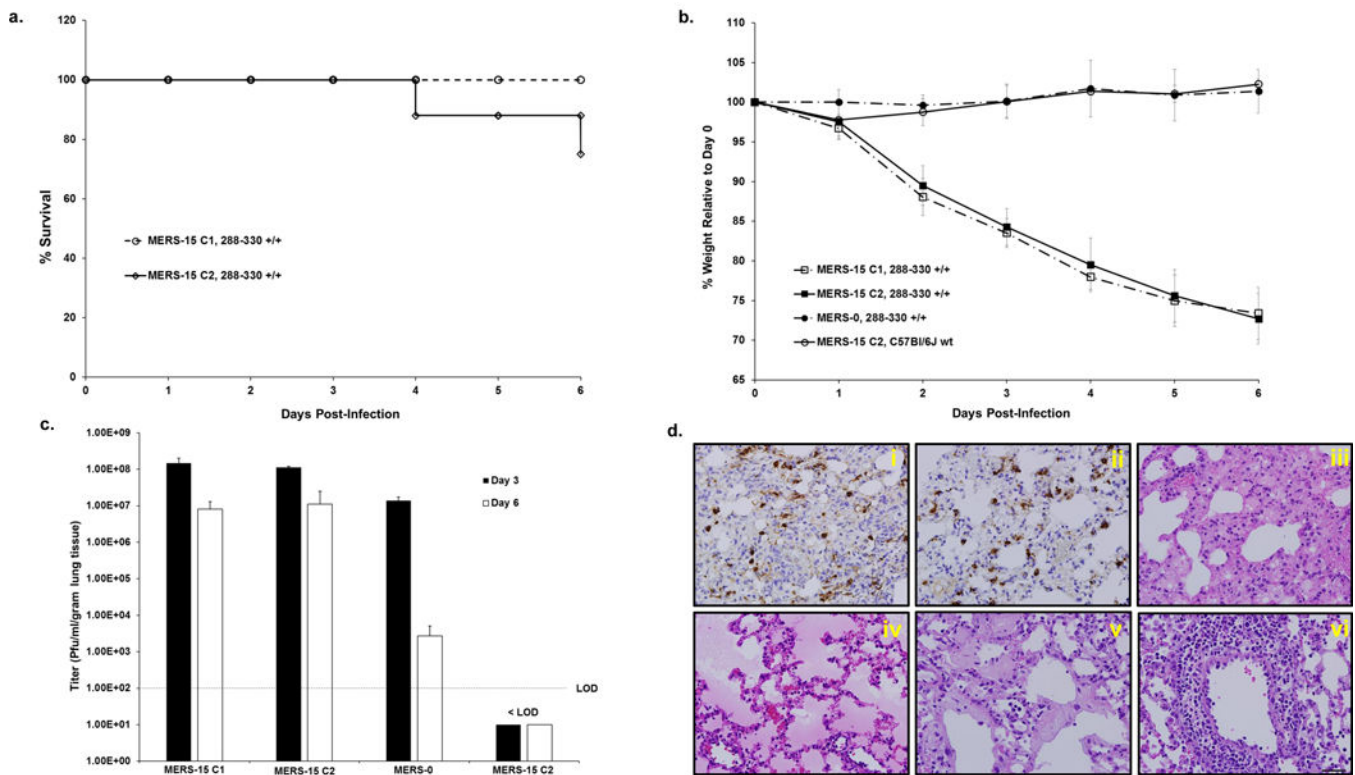 a.
120
100
80
60
40
20
0
% Survival
MERS-15 C1, 288-330 +/+
MERS-15 C2, 288-330 +/+
0 1 2 3 4 5 6
Days Post-Infection
b.
110
105
100
95
90
85
80
75
70
65
% Weight Relative to Day 0
MERS-15 C1, 288-330 +/+
MERS-15 C2, 288-330 +/+
MERS-0, 288-330 +/+
MERS-15 C2, C57Bl/6J wt
0 1 2 3 4 5 6
Days Post-Infection
c.
1.00E+09
1.00E+08
1.00E+07
1.00E+06
1.00E+05
1.00E+04
1.00E+03
1.00E+02
1.00E+01
1.00E+00
Titer (Pfu/ml/gram lung tissue)
Day 3
Day 6
LOD
< LOD
MERS-15 C1 MERS-15 C2 MERS-0 MERS-15 C2
d.
i ii iii
iv v vi